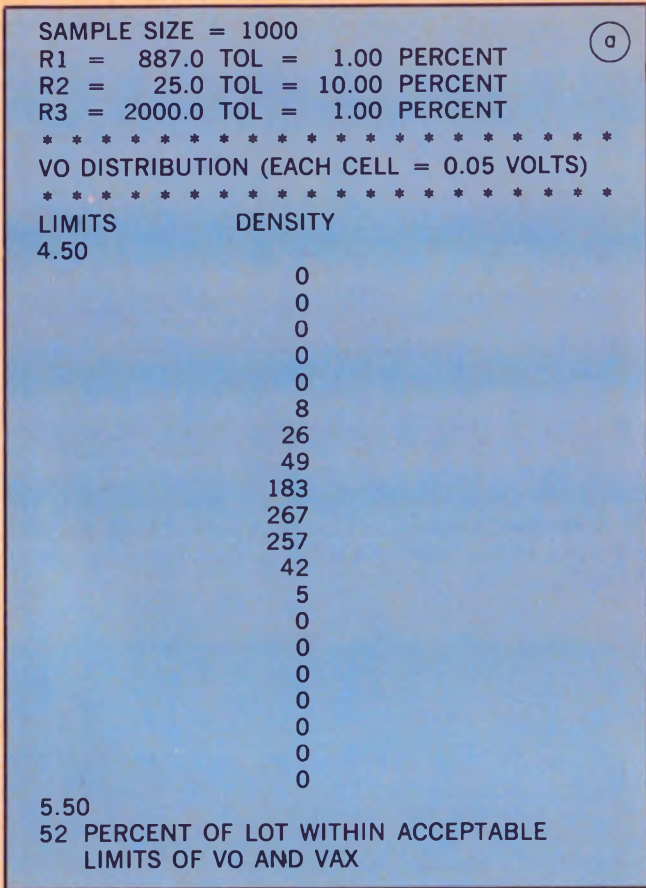 SAMPLE SIZE = 1000
a
R1 = 887.0 TOL = 1.00 PERCENT
R2 = 25.0 TOL = 10.00 PERCENT
R3 = 2000.0 TOL = 1.00 PERCENT
* * * * * * * * * * * * * * * * * * * *
VO DISTRIBUTION (EACH CELL = 0.05 VOLTS)
* * * * * * * * * * * * * * * * * * * *
LIMITS DENSITY
4.50
0
0
0
0
0
8
26
49
183
267
257
42
5
0
0
0
0
0
0
0
5.50
52 PERCENT OF LOT WITHIN ACCEPTABLE
LIMITS OF VO AND VAX